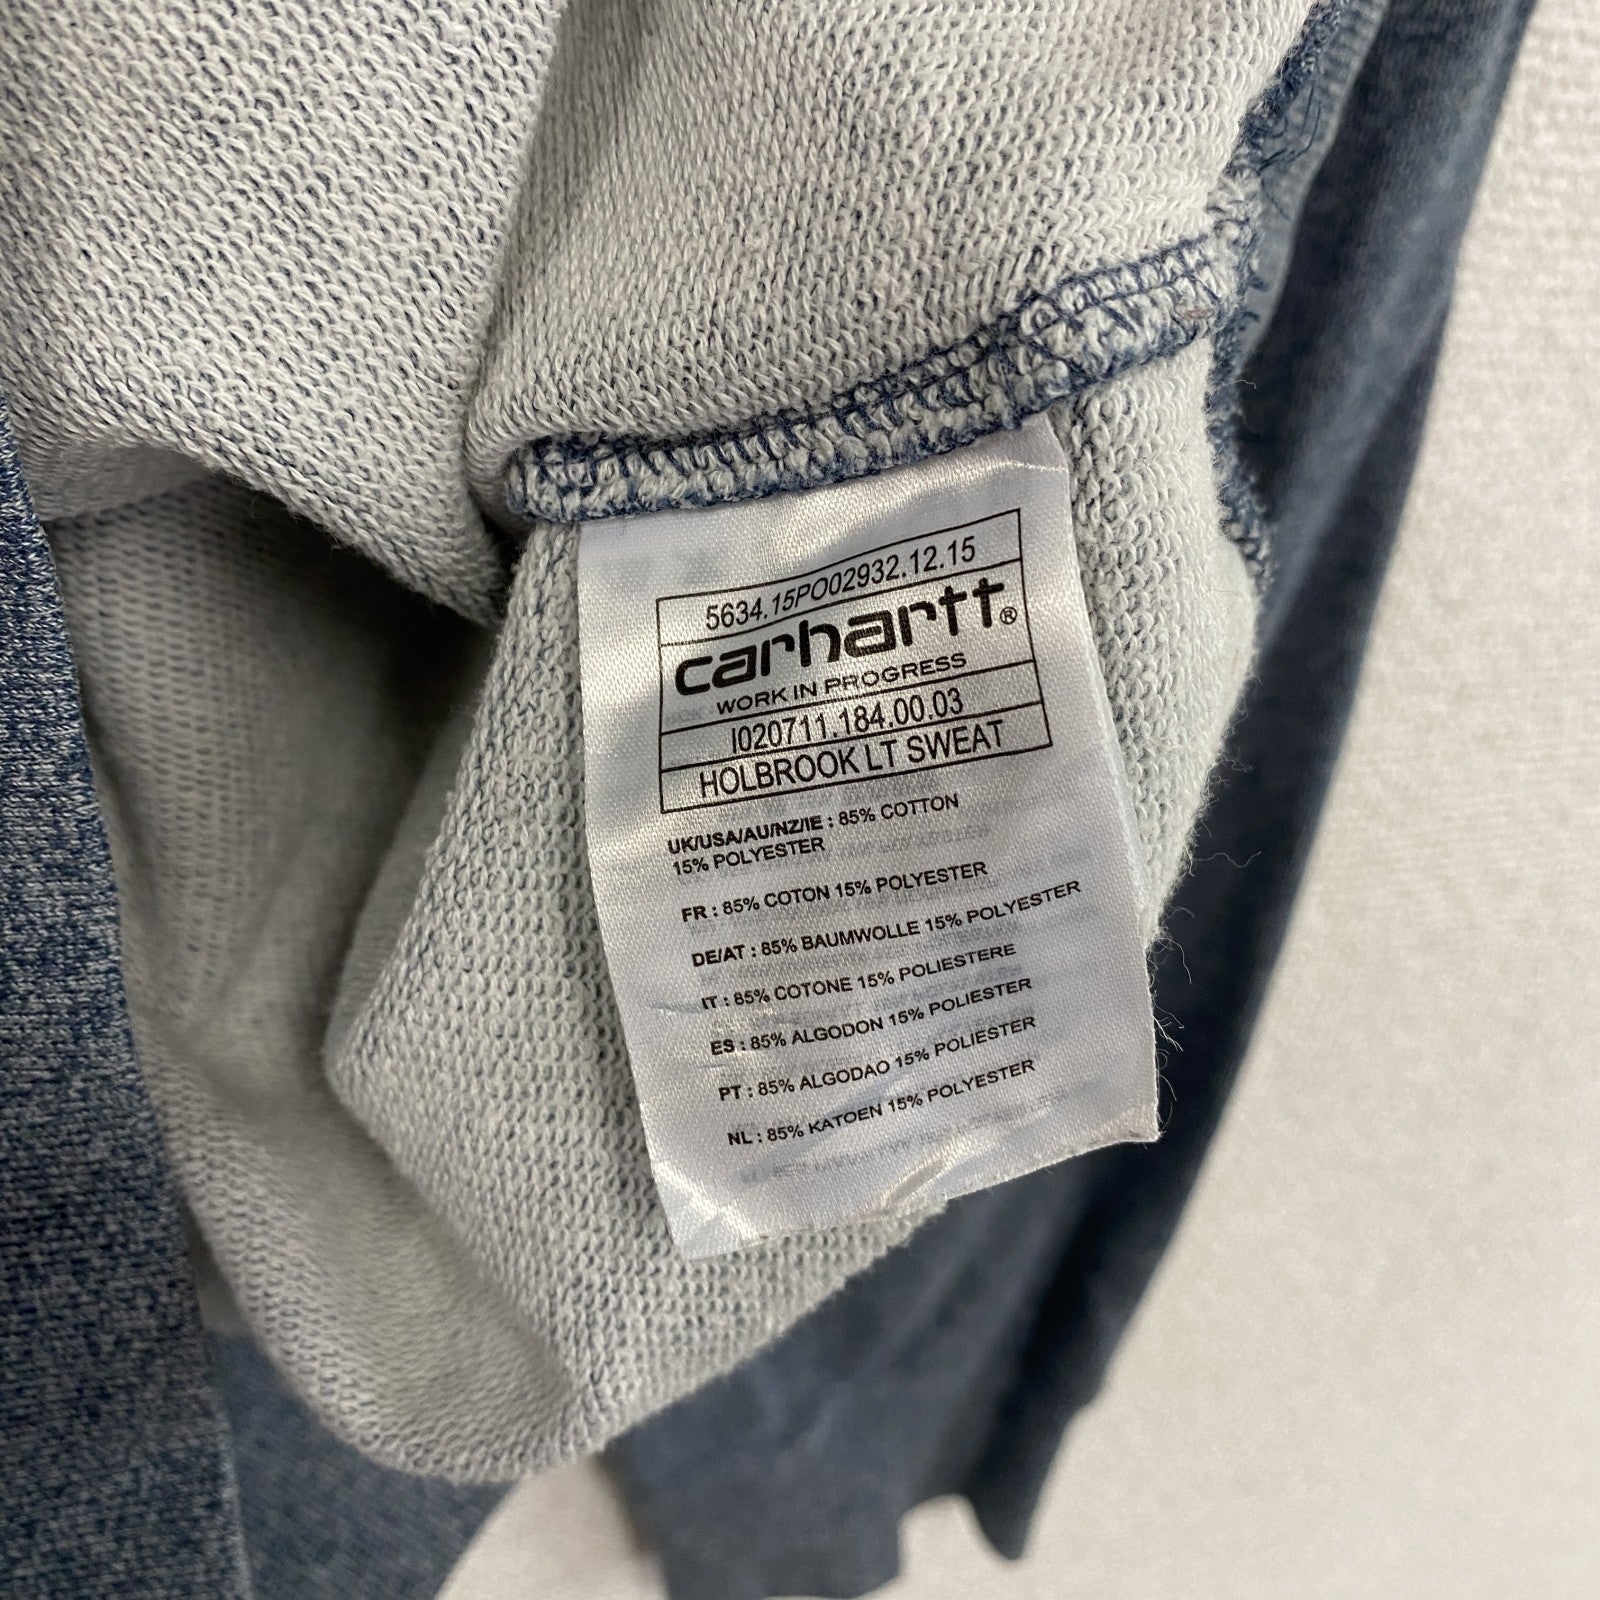 5634.15PO02932.12.15
carhartt®
WORK IN PROGRESS
I020711.184.00.03
HOLBROOK LT SWEAT
UK/USA/AU/NZ/IE : 85% COTTON
15% POLYESTER
FR : 85% COTON 15% POLYESTER
DE/AT : 85% BAUMWOLLE 15% POLYESTER
IT : 85% COTONE 15% POLIESTERE
ES : 85% ALGODON 15% POLIESTER
PT : 85% ALGODAO 15% POLIESTER
NL : 85% KATOEN 15% POLYESTER